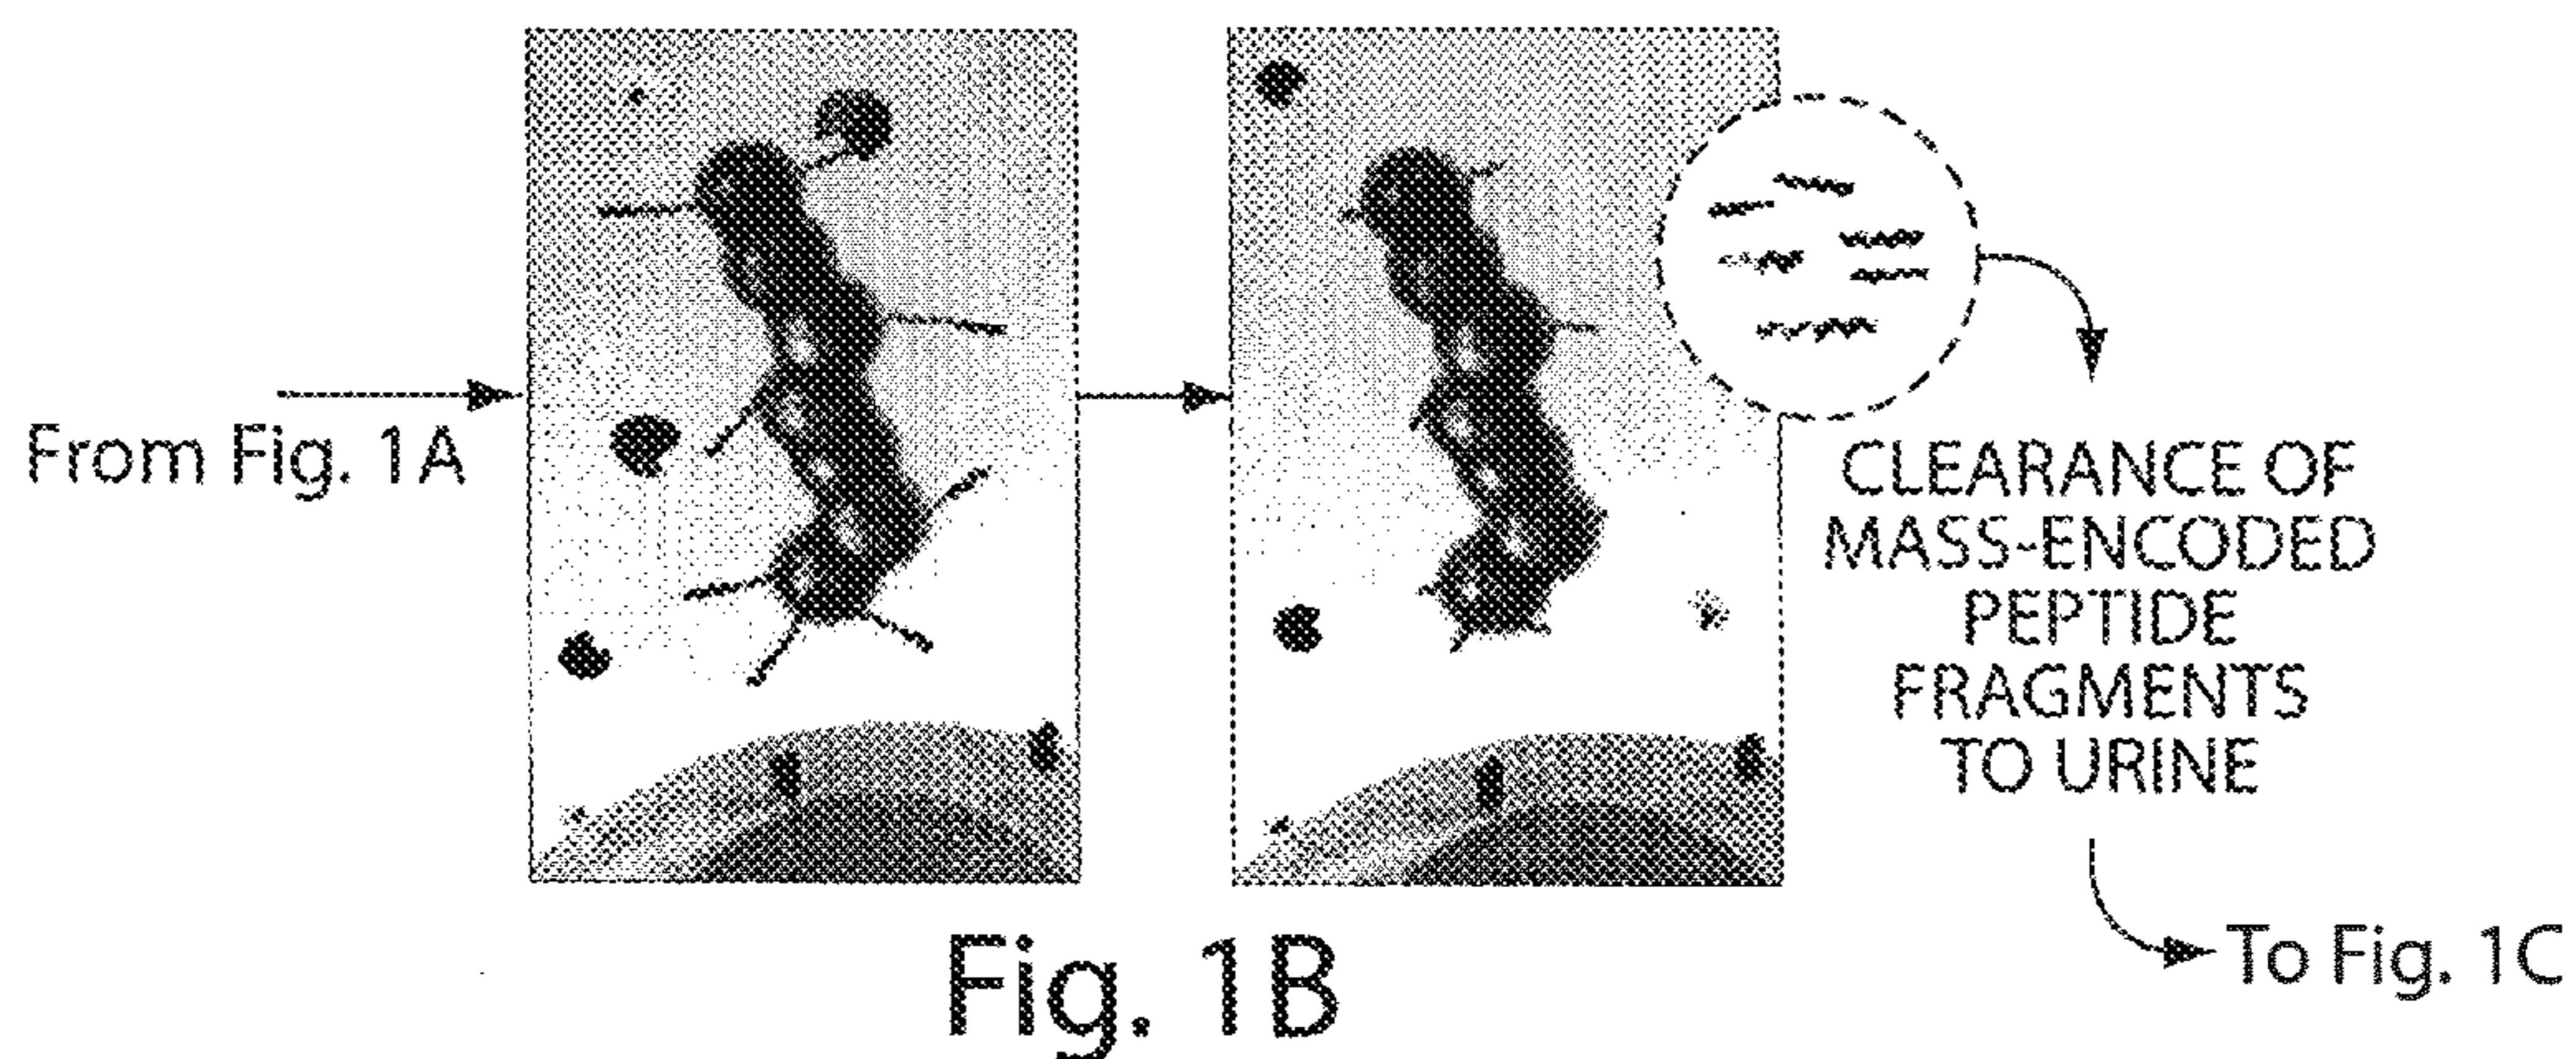 From Fig. 1A
CLEARANCE OF
MASS-ENCODED
PEPTIDE
FRAGMENTS
TO URINE
To Fig. 1C
Fig. 1B